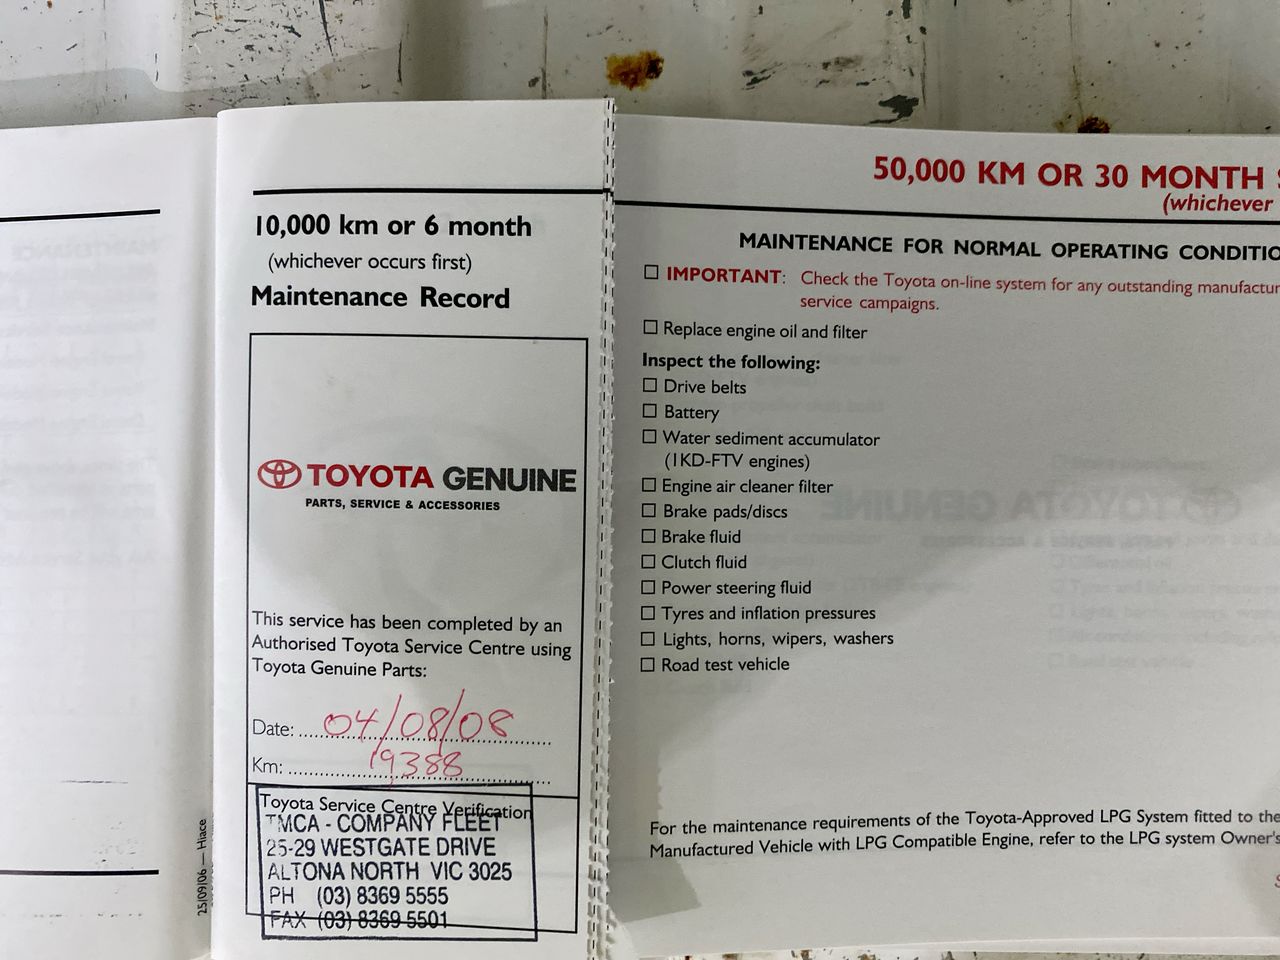 10,000 km or 6 month
(whichever occurs first)
Maintenance Record
TOYOTA GENUINE
PARTS, SERVICE & ACCESSORIES
This service has been completed by an
Authorised Toyota Service Centre using
Toyota Genuine Parts:
Date: 04/08/08
Km: 19388
Toyota Service Centre Verification
TMCA - COMPANY FLEET
25-29 WESTGATE DRIVE
ALTONA NORTH VIC 3025
PH (03) 8369 5555
FAX (03) 8369 5501
25/09/06 — Hiace
50,000 KM OR 30 MONTH S
(whichever
MAINTENANCE FOR NORMAL OPERATING CONDITIO
IMPORTANT: Check the Toyota on-line system for any outstanding manufactur
service campaigns.
Replace engine oil and filter
Inspect the following:
Drive belts
Battery
Water sediment accumulator
(1KD-FTV engines)
Engine air cleaner filter
Brake pads/discs
Brake fluid
Clutch fluid
Power steering fluid
Tyres and inflation pressures
Lights, horns, wipers, washers
Road test vehicle
For the maintenance requirements of the Toyota-Approved LPG System fitted to the
Manufactured Vehicle with LPG Compatible Engine, refer to the LPG system Owner's